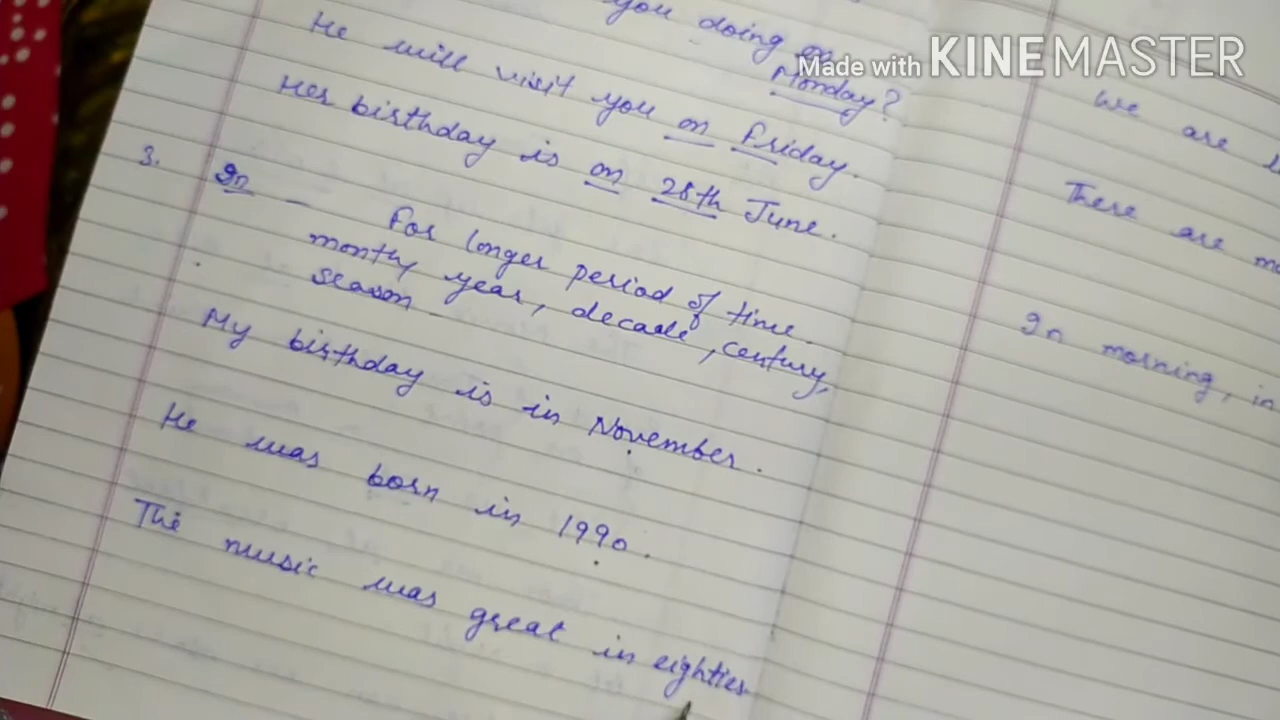 you doing on
Monday?
He will visit you on Friday.
Her birthday is on 28th June.
3. In - For longer period of time
month, year, decade, century,
season
My birthday is in November.
He was born in 1990.
The music was great in eighties
Made with KINEMASTER
We are
There are
In morning, in